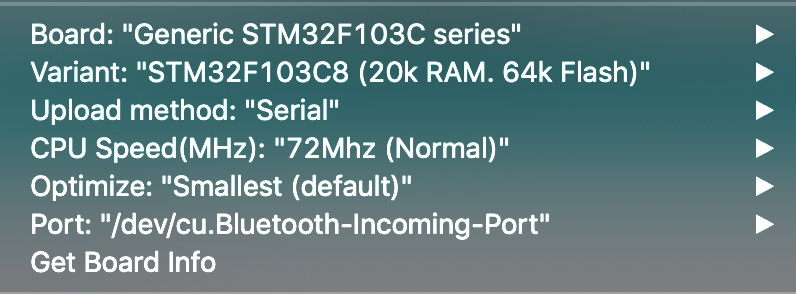 Board: "Generic STM32F103C series"
Variant: "STM32F103C8 (20k RAM. 64k Flash)"
Upload method: "Serial"
CPU Speed(MHz): "72Mhz (Normal)"
Optimize: "Smallest (default)"
Port: "/dev/cu.Bluetooth-Incoming-Port"
Get Board Info